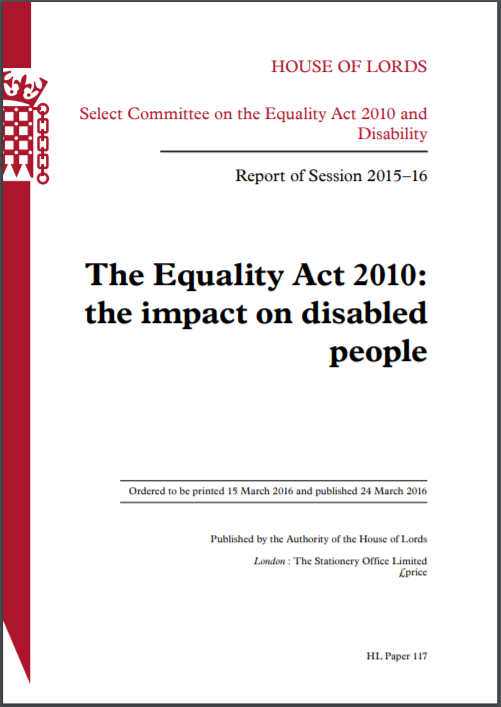 HOUSE OF LORDS
Select Committee on the Equality Act 2010 and
Disability
Report of Session 2015–16
The Equality Act 2010:
the impact on disabled
people
Ordered to be printed 15 March 2016 and published 24 March 2016
Published by the Authority of the House of Lords
London : The Stationery Office Limited
£price
HL Paper 117